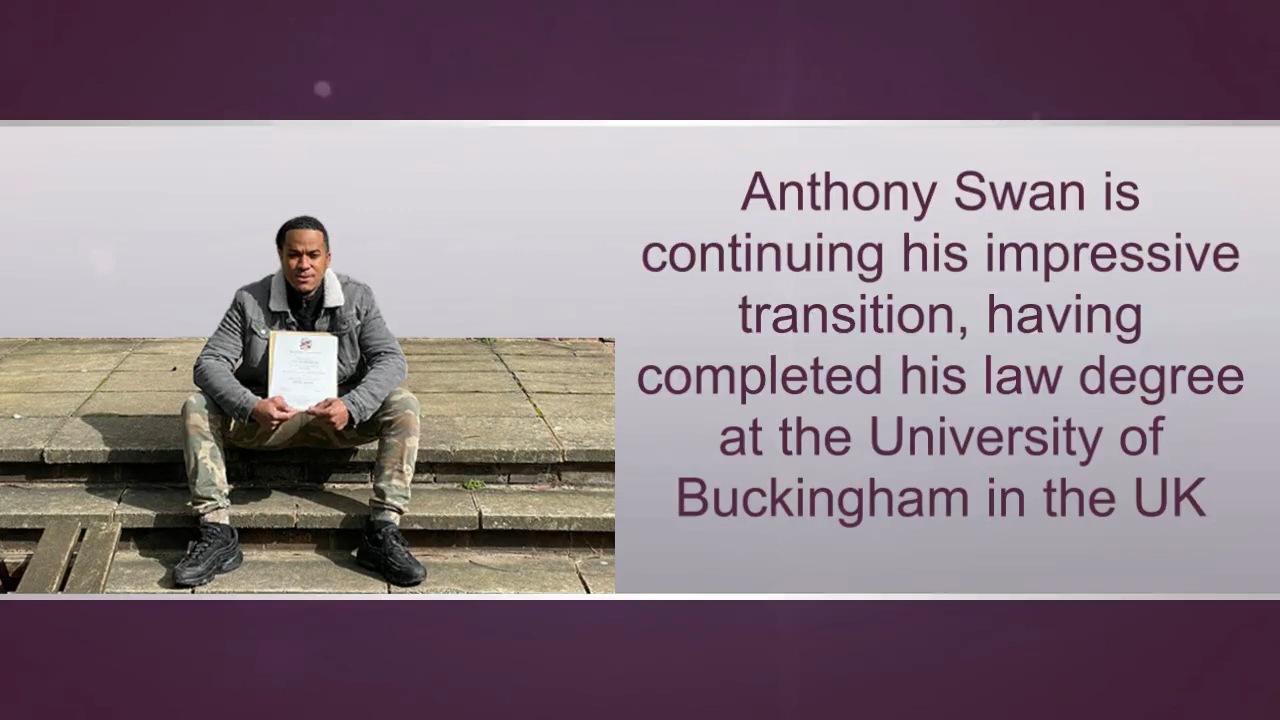 Anthony Swan is
continuing his impressive
transition, having
completed his law degree
at the University of
Buckingham in the UK